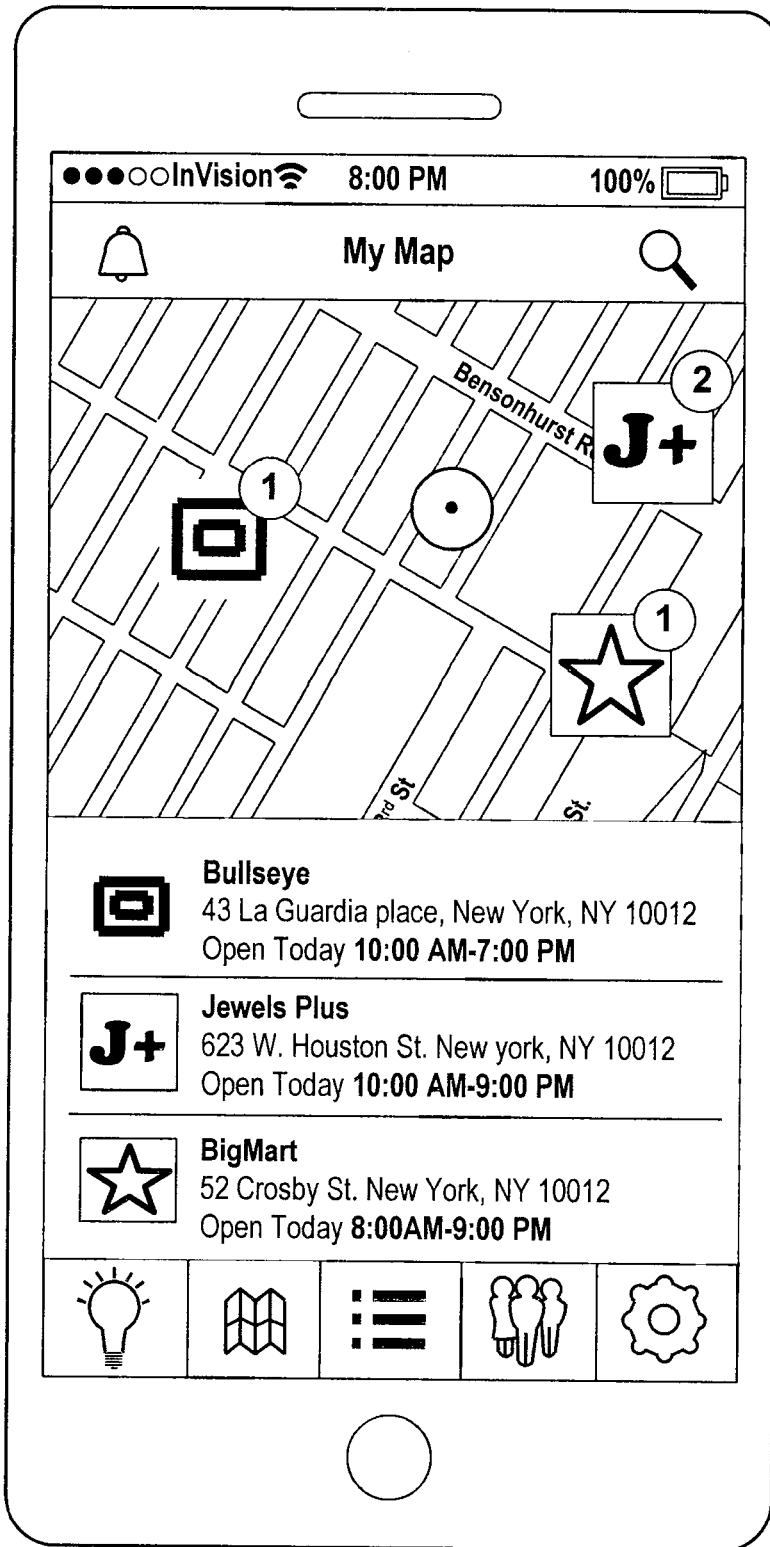 InVision 8:00 PM 100%
My Map
Bensonhurst R
2
J+
1
1
rd St
St.
Bullseye
43 La Guardia place, New York, NY 10012
Open Today 10:00 AM-7:00 PM
J+
Jewels Plus
623 W. Houston St. New york, NY 10012
Open Today 10:00 AM-9:00 PM
BigMart
52 Crosby St. New York, NY 10012
Open Today 8:00AM-9:00 PM